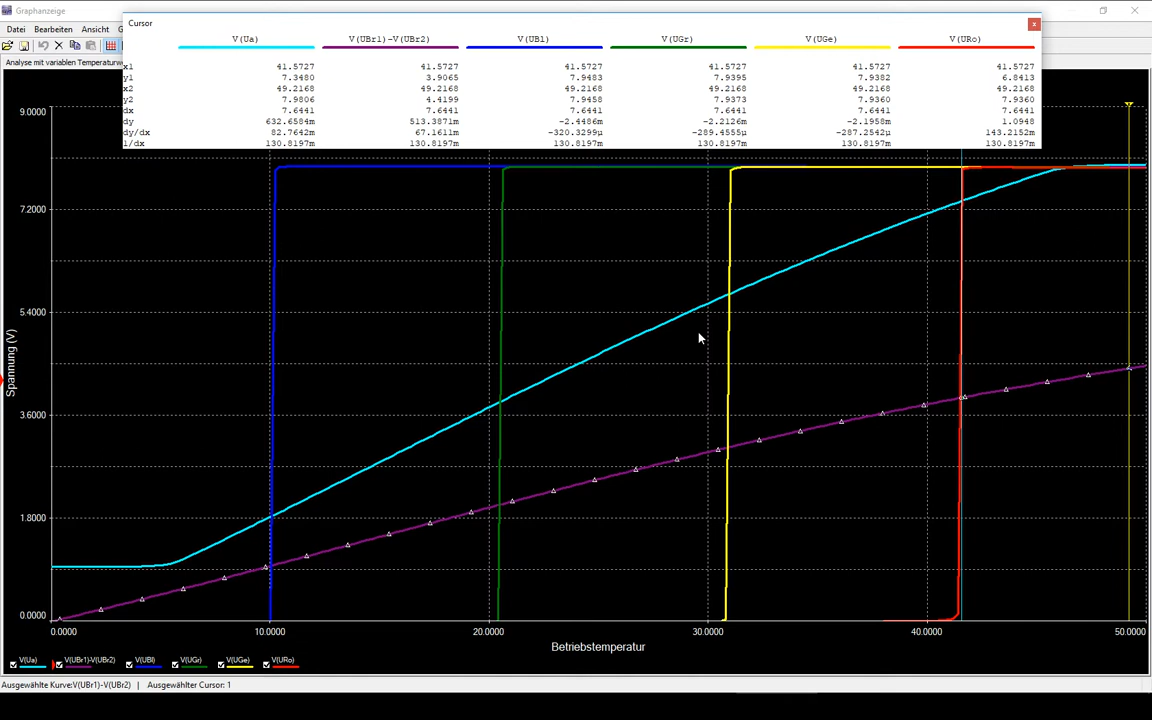 Graphanzeige
Datei Bearbeiten Ansicht
Analyse mit variablen Temperaturwe
Cursor
V(Ua) V(UBr1)-V(UBr2) V(UBl) V(UGr) V(UGe) V(URo)
x1 41.5727 41.5727 41.5727 41.5727 41.5727 41.5727
y1 7.3480 3.9065 7.9483 7.9395 7.9382 6.8413
x2 49.2168 49.2168 49.2168 49.2168 49.2168 49.2168
y2 7.9806 4.4199 7.9458 7.9373 7.9360 7.9360
dx 7.6441 7.6441 7.6441 7.6441 7.6441 7.6441
dy 632.6584m 513.3871m -2.4486m -2.2126m -2.1958m 1.0948
dy/dx 82.7642m 67.1611m -320.3299µ -289.4555µ -287.2542µ 143.2152m
1/dx 130.8197m 130.8197m 130.8197m 130.8197m 130.8197m 130.8197m
9.0000
7.2000
5.4000
3.6000
1.8000
0.0000
Spannung (V)
0.0000 10.0000 20.0000 30.0000 40.0000 50.0000
Betriebstemperatur
V(Ua) V(UBr1)-V(UBr2) V(UBl) V(UGr) V(UGe) V(URo)
Ausgewählte Kurve:V(UBr1)-V(UBr2) | Ausgewählter Cursor: 1